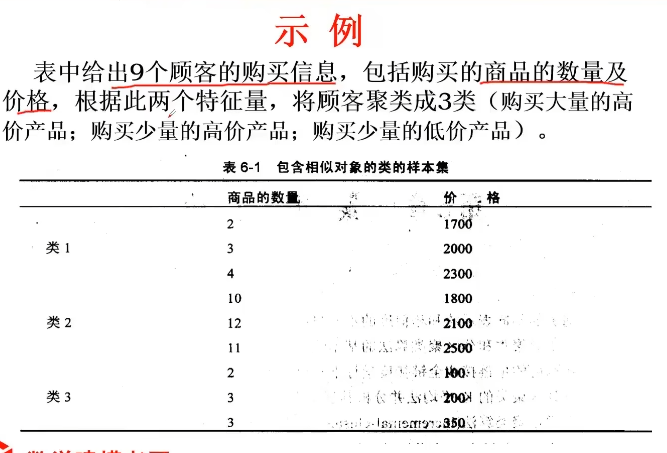 示 例
表中给出9个顾客的购买信息，包括购买的商品的数量及
价格，根据此两个特征量，将顾客聚类成3类（购买大量的高
价产品；购买少量的高价产品；购买少量的低价产品）。
表 6-1 包含相似对象的类的样本集
商品的数量 价 格
2 1700
类 1 3 2000
4 2300
10 1800
类 2 12 2100
11 2500
2 100
类 3 3 200
3 350